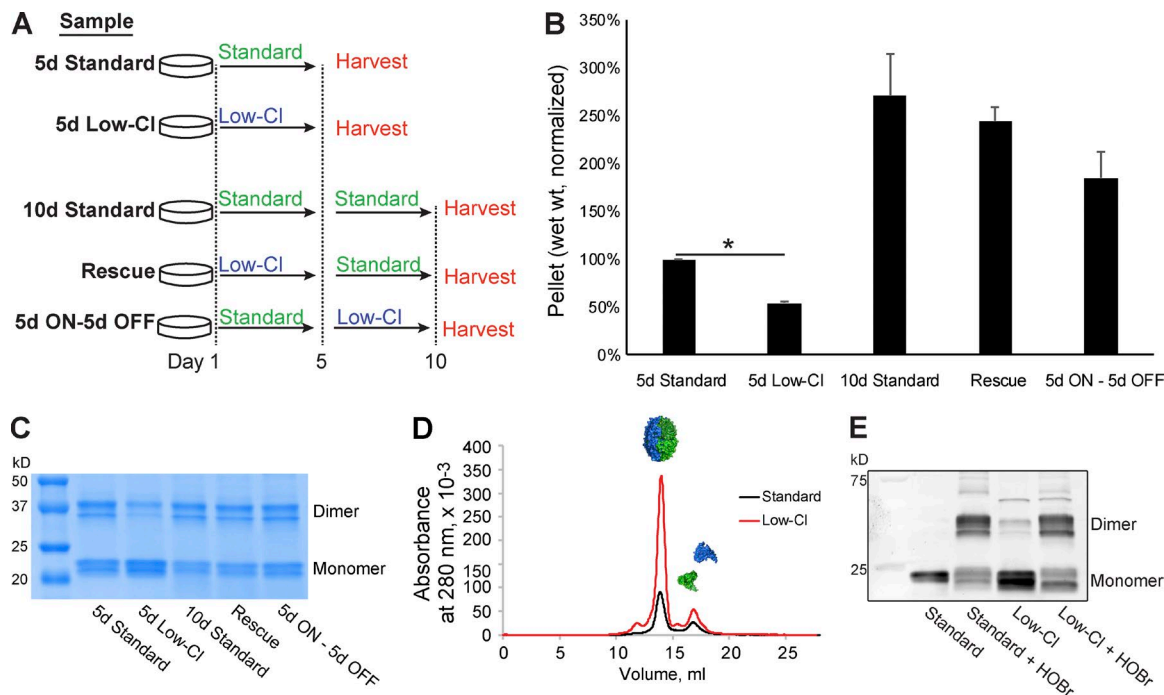 A
Sample
5d Standard
Standard
Harvest
5d Low-Cl
Low-Cl
Harvest
10d Standard
Standard
Standard
Harvest
Rescue
Low-Cl
Standard
Harvest
5d ON-5d OFF
Standard
Low-Cl
Harvest
Day 1
5
10
B
Pellet (wet wt, normalized)
350%
300%
250%
200%
150%
100%
50%
0%
*
5d Standard
5d Low-Cl
10d Standard
Rescue
5d ON - 5d OFF
C
kD
50
37
25
20
Dimer
Monomer
5d Standard
5d Low-Cl
10d Standard
Rescue
5d ON - 5d OFF
D
Absorbance
at 280 nm, x 10-3
400
350
300
250
200
150
100
50
0
Standard
Low-Cl
0
5
10
15
20
25
Volume, ml
E
kD
75
25
Dimer
Monomer
Standard
Standard + HOBr
Low-Cl
Low-Cl + HOBr